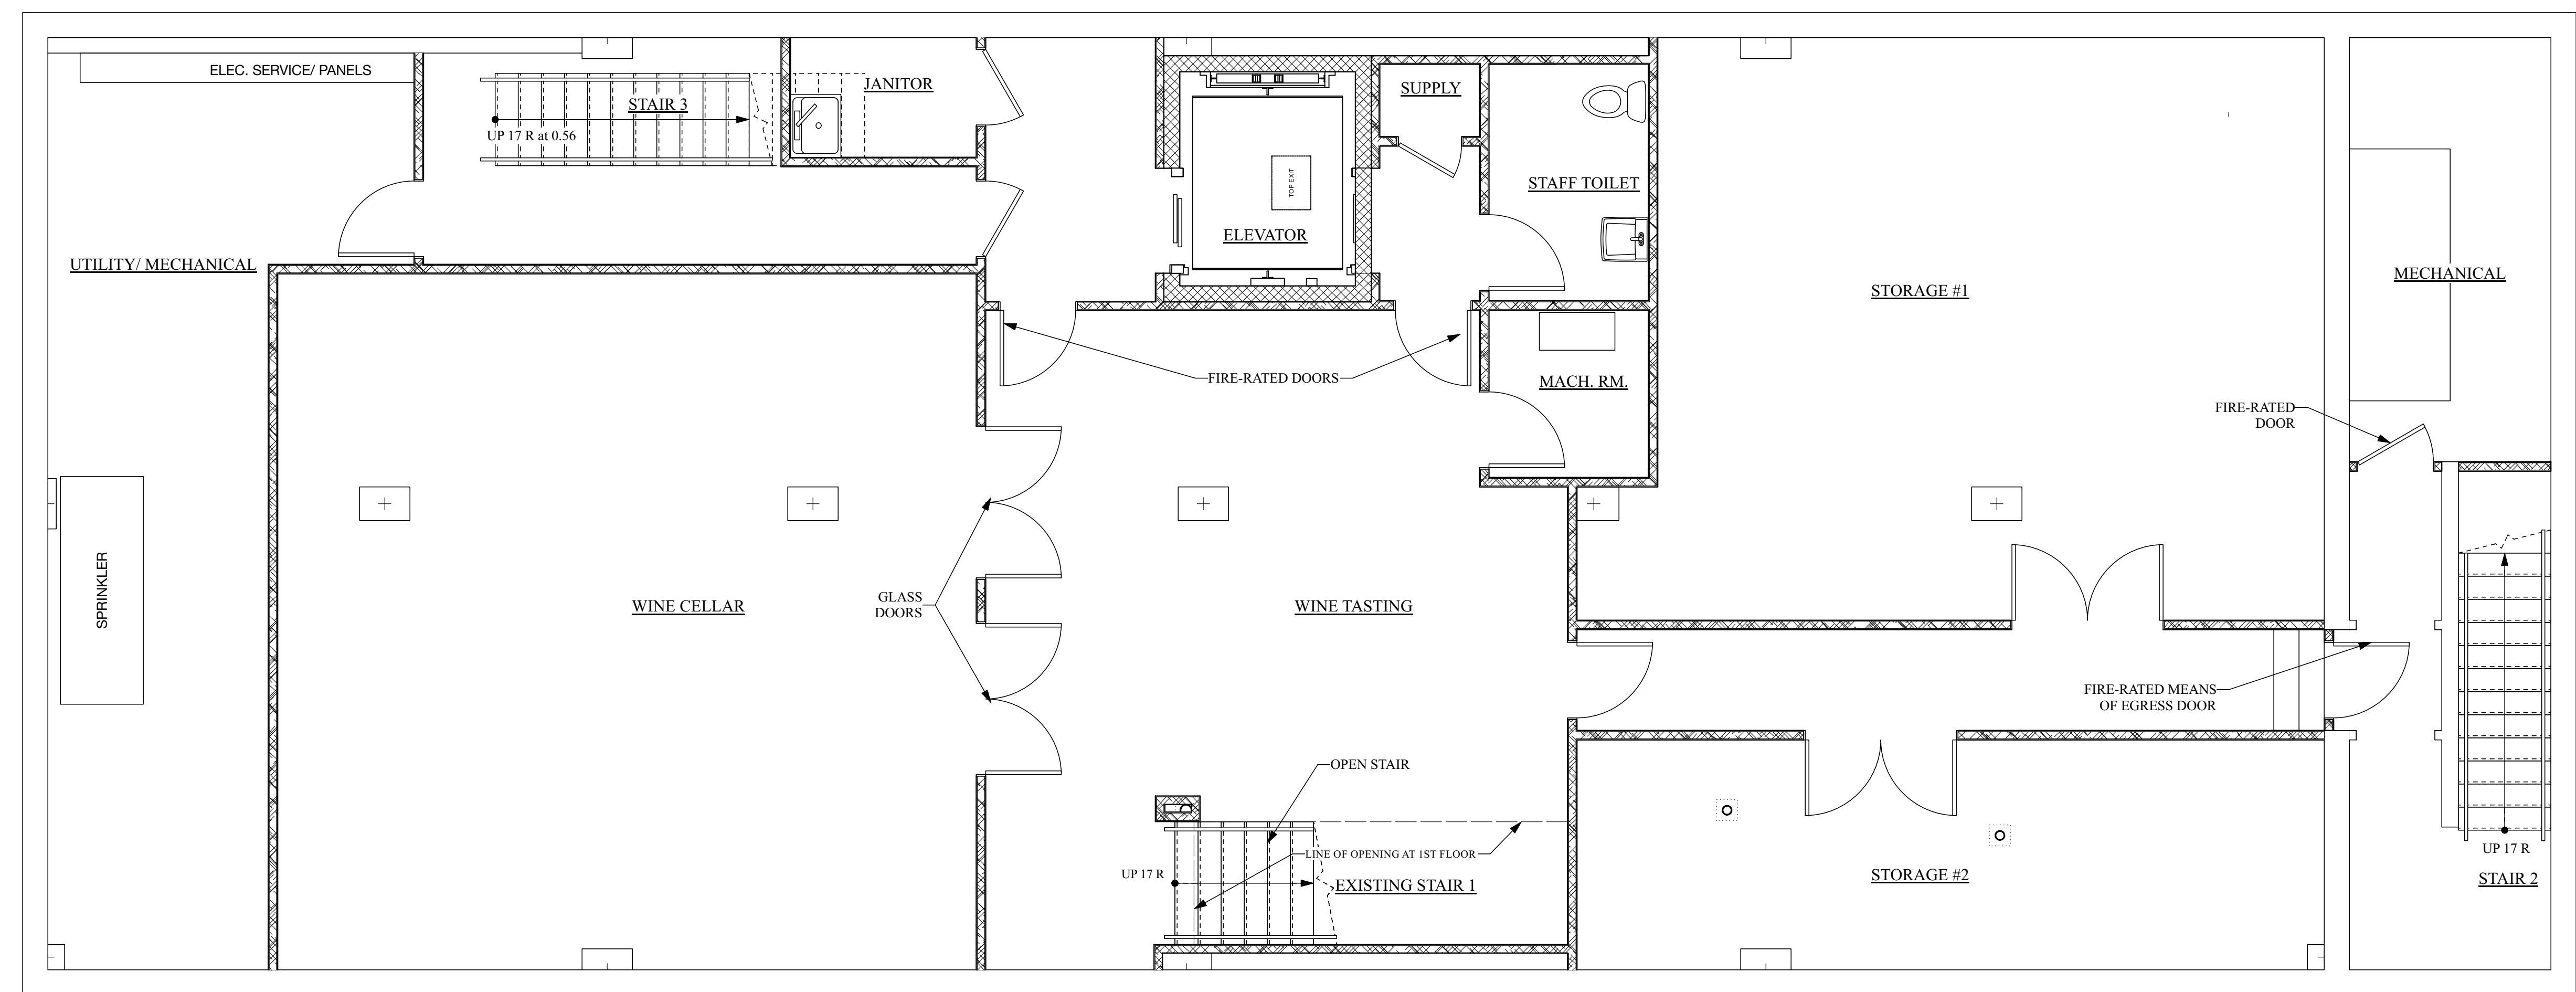 ELEC. SERVICE/ PANELS
STAIR 3
UP 17 R at 0.56
JANITOR
SUPPLY
TOP EXIT
ELEVATOR
STAFF TOILET
UTILITY/ MECHANICAL
STORAGE #1
MECHANICAL
FIRE-RATED DOORS
MACH. RM.
FIRE-RATED
DOOR
SPRINKLER
WINE CELLAR
GLASS
DOORS
WINE TASTING
FIRE-RATED MEANS
OF EGRESS DOOR
OPEN STAIR
LINE OF OPENING AT 1ST FLOOR
UP 17 R
EXISTING STAIR 1
STORAGE #2
UP 17 R
STAIR 2